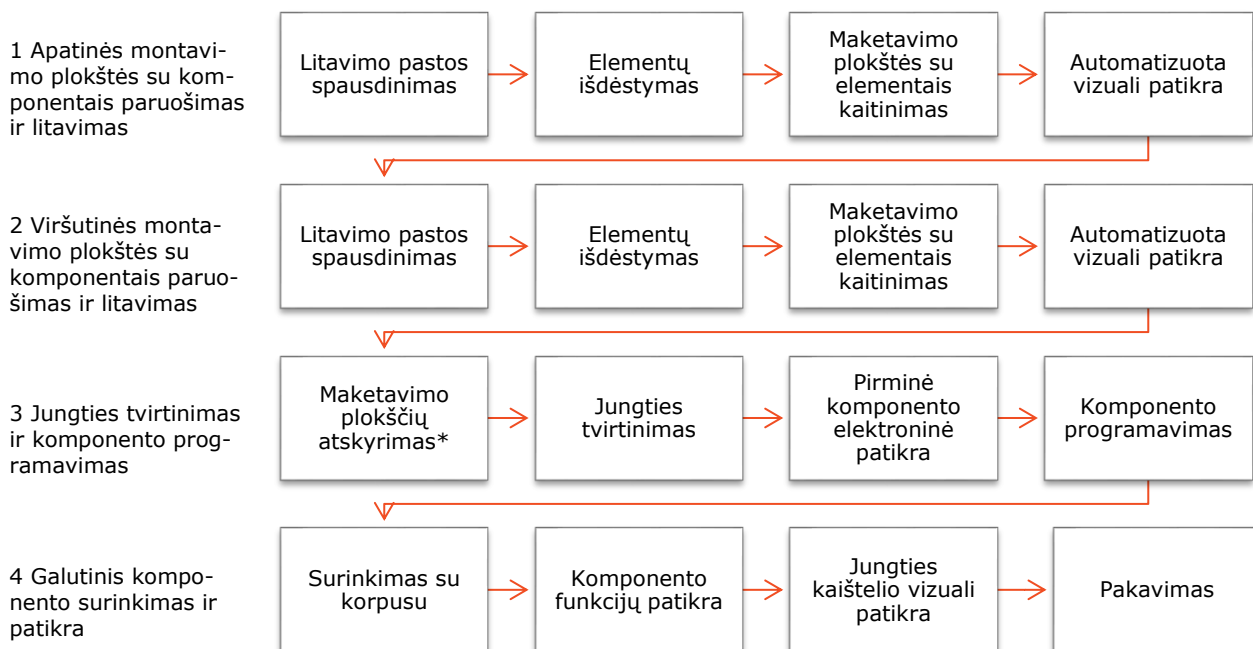 1 Apatinės montavi-
mo plokštės su kom-
ponentais paruošimas
ir litavimas
Litavimo pastos
spausdinimas
Elementų
išdėstymas
Maketavimo
plokštės su
elementais
kaitinimas
Automatizuota
vizuali patikra
2 Viršutinės monta-
vimo plokštės su
komponentais paruo-
šimas ir litavimas
Litavimo pastos
spausdinimas
Elementų
išdėstymas
Maketavimo
plokštės su
elementais
kaitinimas
Automatizuota
vizuali patikra
3 Jungties tvirtinimas
ir komponento prog-
ramavimas
Maketavimo
plokščių
atskyrimas*
Jungties
tvirtinimas
Pirminė
komponento
elektroninė
patikra
Komponento
programavimas
4 Galutinis kompo-
nento surinkimas ir
patikra
Surinkimas su
korpusu
Komponento
funkcijų patikra
Jungties
kaištelio vizuali
patikra
Pakavimas